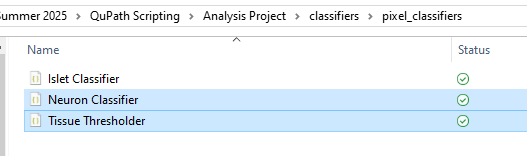 Summer 2025 > QuPath Scripting > Analysis Project > classifiers > pixel_classifiers
Name Status
Islet Classifier
Neuron Classifier
Tissue Thresholder